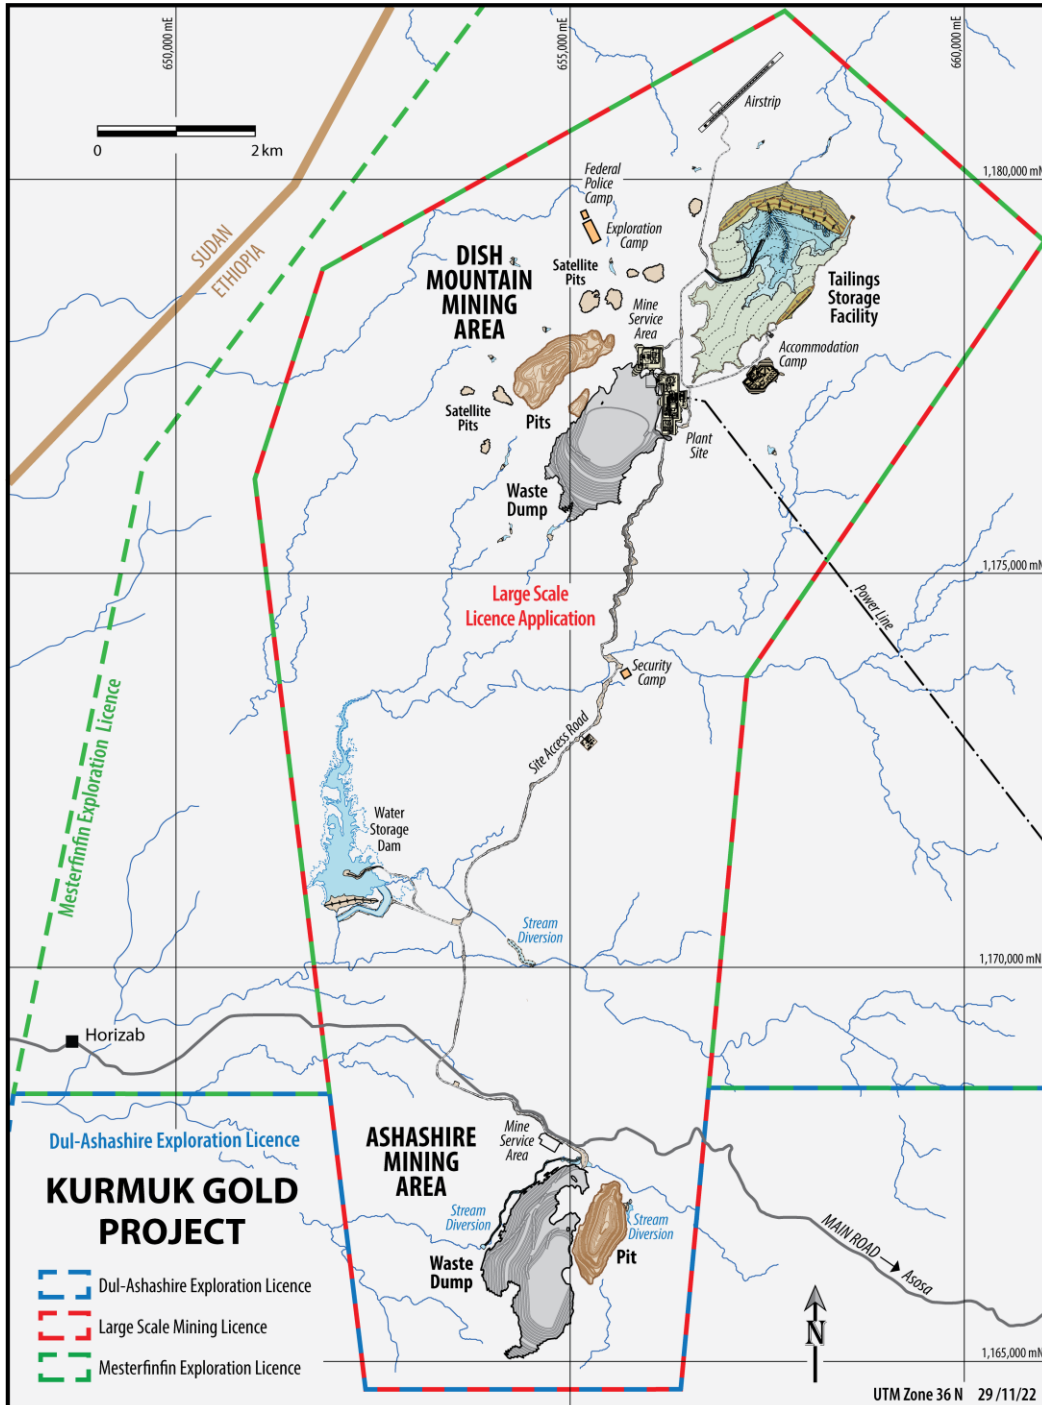 650,000 mE
655,000 mE
660,000 mE
Airstrip
0 2 km
1,180,000 mN
Federal
Police
Camp
Exploration
Camp
SUDAN
ETHIOPIA
DISH
MOUNTAIN
MINING
AREA
Satellite
Pits
Tailings
Storage
Facility
Mine
Service
Area
Accommodation
Camp
Satellite
Pits
Pits
Plant
Site
Waste
Dump
1,175,000 mN
Large Scale
Licence Application
Power Line
Security
Camp
Mesterfinfin Exploration Licence
Site Access Road
Water
Storage
Dam
Stream
Diversion
1,170,000 mN
Horizab
Dul-Ashashire Exploration Licence
ASHASHIRE
MINING
AREA
Mine
Service
Area
KURMUK GOLD
PROJECT
Stream
Diversion
Stream
Diversion
Waste
Dump
Pit
MAIN ROAD
Asosa
Dul-Ashashire Exploration Licence
Large Scale Mining Licence
Mesterfinfin Exploration Licence
N
1,165,000 mN
UTM Zone 36 N 29 /11/22